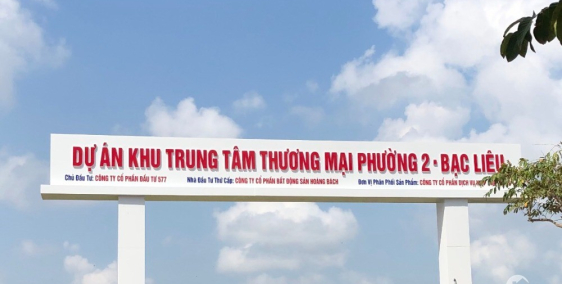 DỰ ÁN KHU TRUNG TÂM THƯƠNG MẠI PHƯỜNG 2 - BẠC LIÊU
Chủ Đầu Tư: CÔNG TY CỔ PHẦN ĐẦU TƯ 577 Nhà Đầu Tư Thứ Cấp: CÔNG TY CỔ PHẦN BẤT ĐỘNG SẢN HOÀNG BÁCH Đơn Vị Phân Phối Sản Phẩm: CÔNG TY CỔ PHẦN DỊCH VỤ